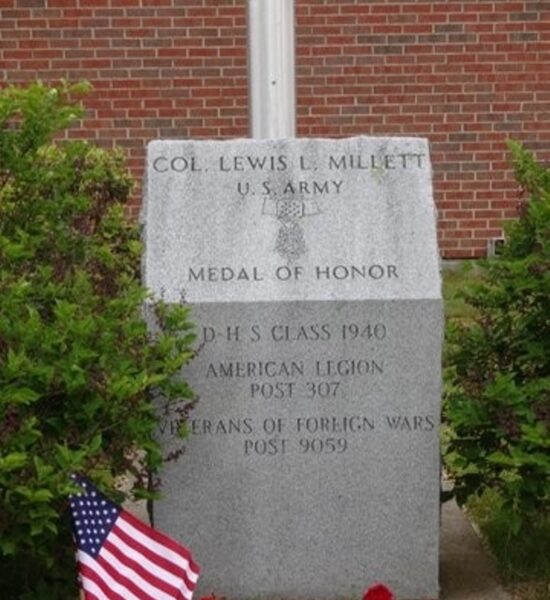 COL. LEWIS L. MILLETT
U. S. ARMY
MEDAL OF HONOR
D-H S CLASS 1940
AMERICAN LEGION
POST 307
VETERANS OF FOREIGN WARS
POST 9059